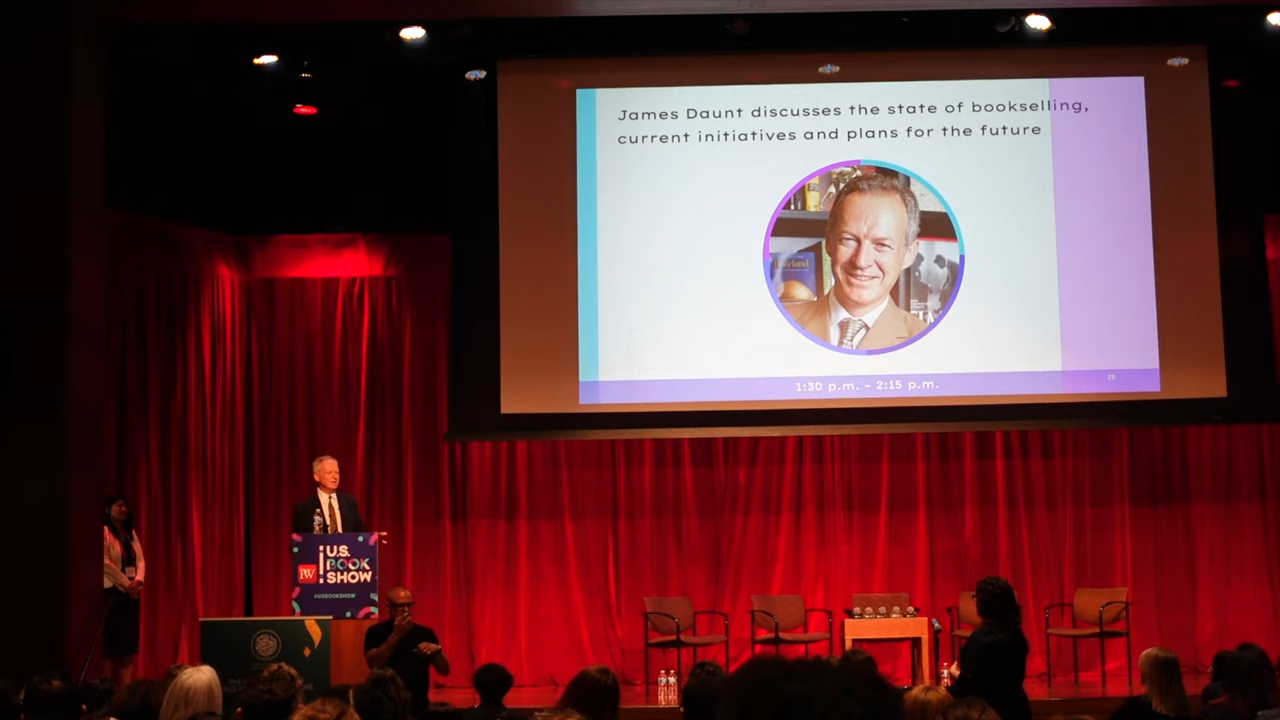 James Daunt discusses the state of bookselling,
current initiatives and plans for the future
1:30 p.m. – 2:15 p.m.
28
PW
U.S.
BOOK
SHOW
#USBOOKSHOW